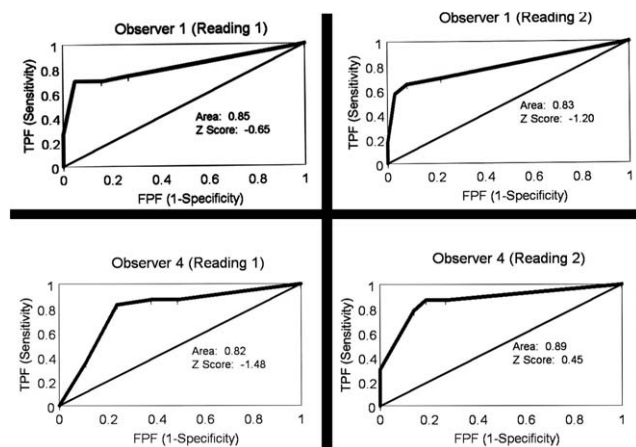 Observer 1 (Reading 1)
TPF (Sensitivity)
1
0.8
0.6
0.4
0.2
0
Area: 0.85
Z Score: -0.65
0 0.2 0.4 0.6 0.8 1
FPF (1-Specificity)
Observer 1 (Reading 2)
TPF (Sensitivity)
1
0.8
0.6
0.4
0.2
0
Area: 0.83
Z Score: -1.20
0 0.2 0.4 0.6 0.8 1
FPF (1-Specificity)
Observer 4 (Reading 1)
TPF (Sensitivity)
1
0.8
0.6
0.4
0.2
0
Area: 0.82
Z Score: -1.48
0 0.2 0.4 0.6 0.8 1
FPF (1-Specificity)
Observer 4 (Reading 2)
TPF (Sensitivity)
1
0.8
0.6
0.4
0.2
0
Area: 0.89
Z Score: 0.45
0 0.2 0.4 0.6 0.8 1
FPF (1-Specificity)